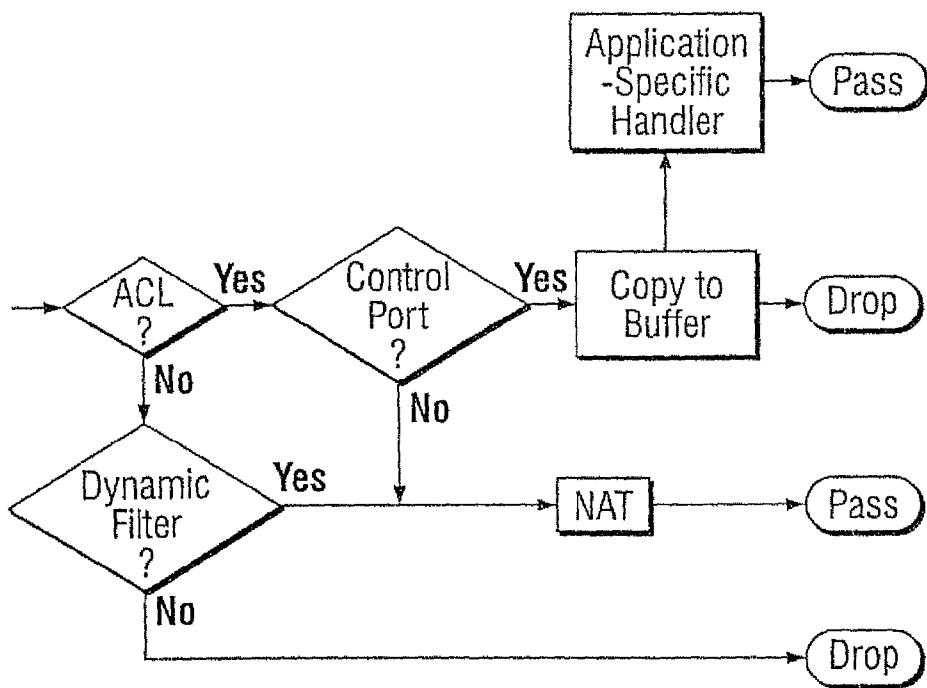 Application
-Specific
Handler
Pass
ACL
?
Yes
Control
Port
?
Yes
Copy to
Buffer
Drop
No
No
Dynamic
Filter
?
Yes
NAT
Pass
No
Drop